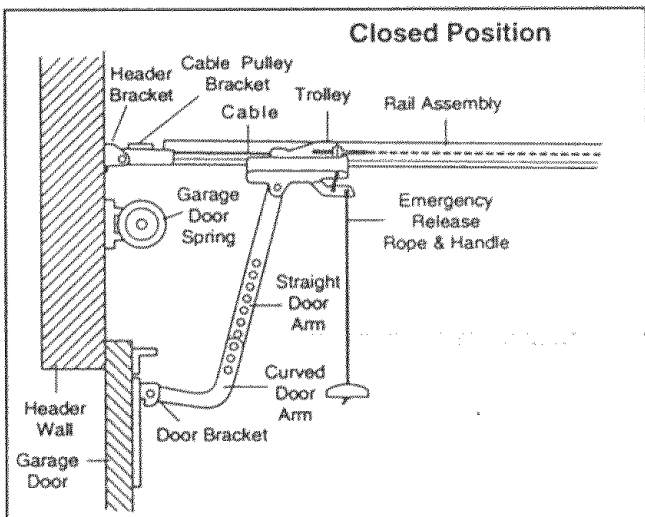 Closed Position
Header
Bracket
Cable Pulley
Bracket
Cable
Trolley
Rail Assembly
Garage
Door
Spring
Emergency
Release
Rope & Handle
Straight
Door
Arm
Curved
Door
Arm
Header
Wall
Door Bracket
Garage
Door